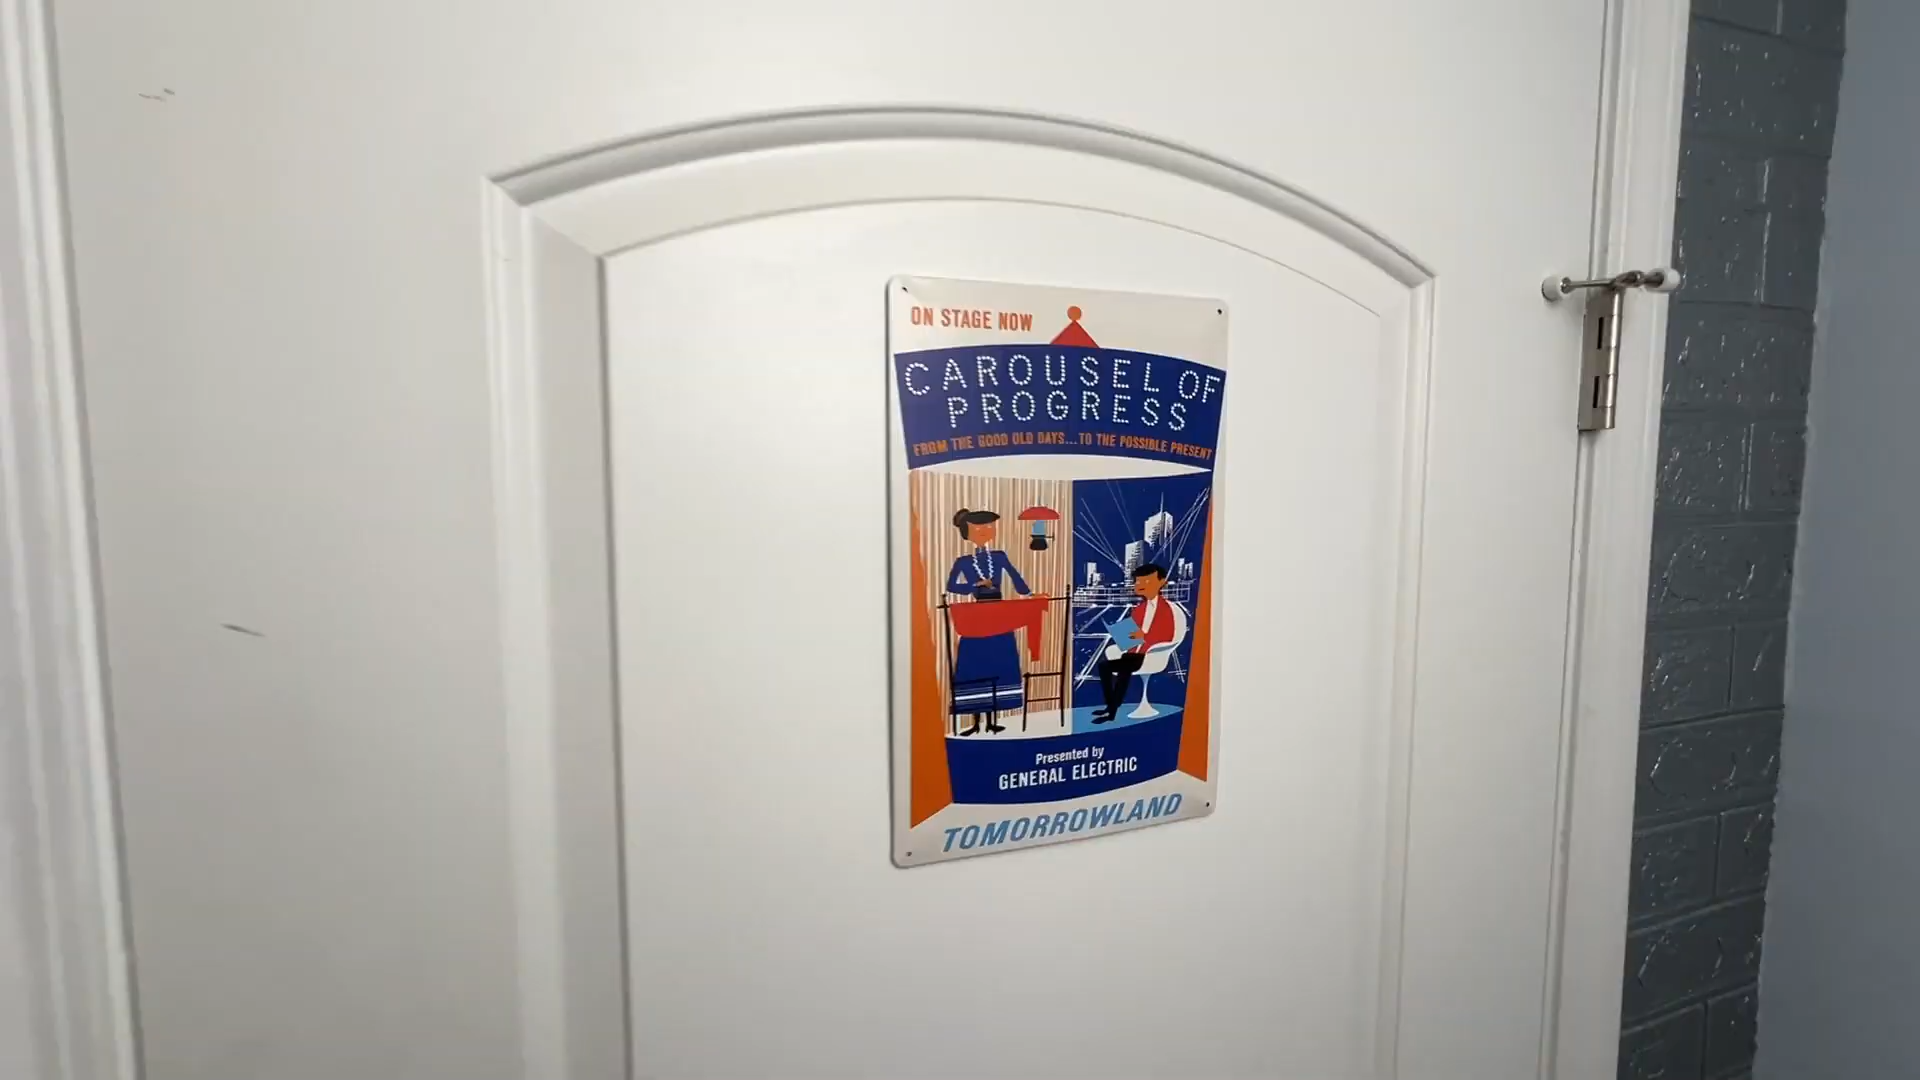 ON STAGE NOW
CAROUSEL OF
PROGRESS
FROM THE GOOD OLD DAYS...TO THE POSSIBLE PRESENT
Presented by
GENERAL ELECTRIC
TOMORROWLAND